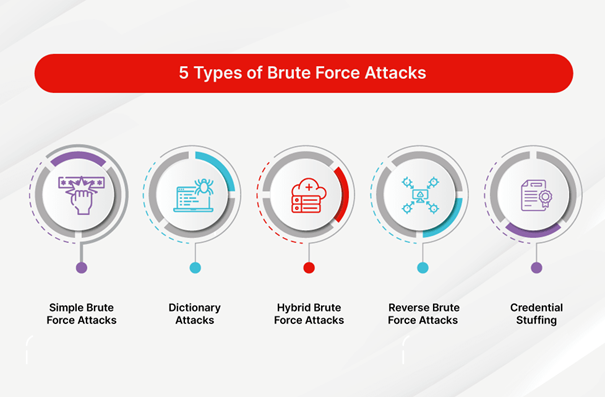 5 Types of Brute Force Attacks
Simple Brute
Force Attacks
Dictionary
Attacks
Hybrid Brute
Force Attacks
Reverse Brute
Force Attacks
Credential
Stuffing